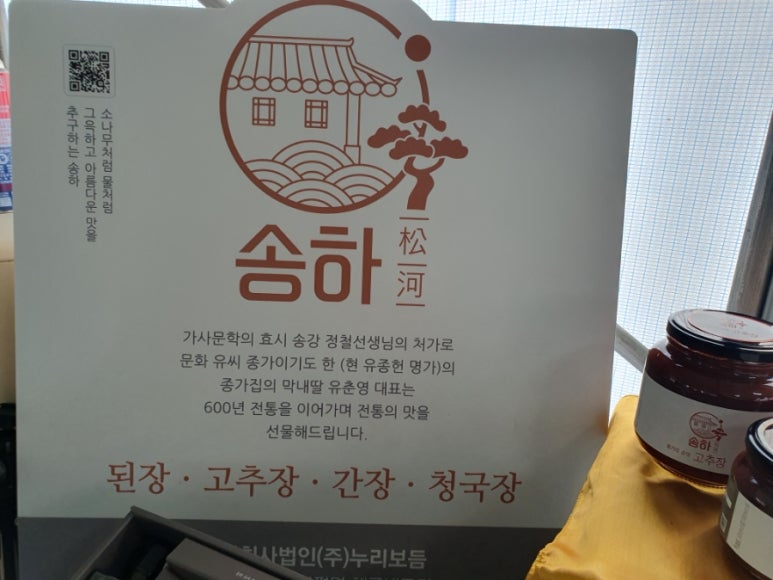 소나무처럼 물처럼
그윽하고 아름다운 맛을
추구하는 송하
송하
松河
가사문학의 효시 송강 정철선생님의 처가로
문화 유씨 종가이기도 한 (현 유종헌 명가)의
종가집의 막내딸 유춘영 대표는
600년 전통을 이어가며 전통의 맛을
선물해드립니다.
된장 · 고추장 · 간장 · 청국장
회사법인(주)누리보듬
송하
고추장